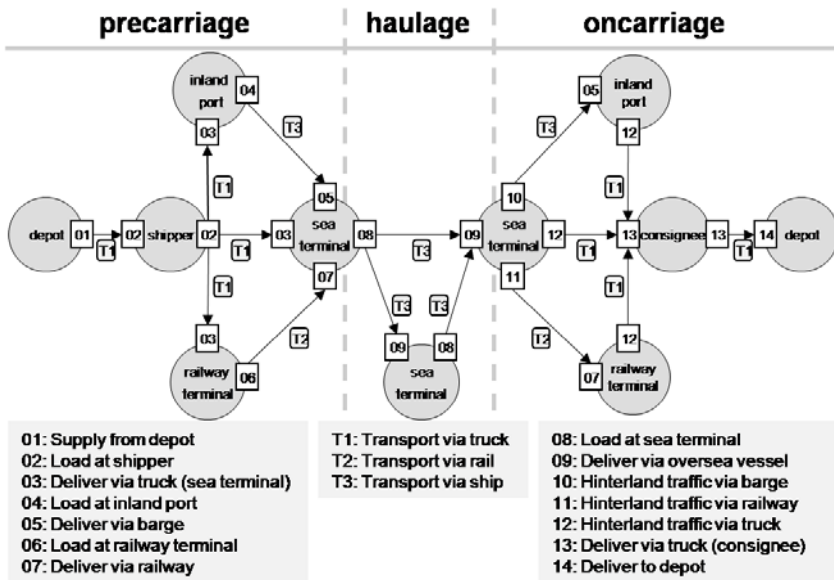 precarriage
haulage
oncarriage
inland
port
04
03
T3
T1
depot
01
T1
02
shipper
02
T1
03
05
sea
terminal
08
07
T1
03
railway
terminal
06
T2
T3
09
T3
T3
09
08
sea
terminal
05
inland
port
12
T3
T1
10
sea
terminal
12
11
T1
13
consignee
13
T1
14
depot
T2
T1
12
07
railway
terminal
01: Supply from depot
02: Load at shipper
03: Deliver via truck (sea terminal)
04: Load at inland port
05: Deliver via barge
06: Load at railway terminal
07: Deliver via railway
T1: Transport via truck
T2: Transport via rail
T3: Transport via ship
08: Load at sea terminal
09: Deliver via oversea vessel
10: Hinterland traffic via barge
11: Hinterland traffic via railway
12: Hinterland traffic via truck
13: Deliver via truck (consignee)
14: Deliver to depot